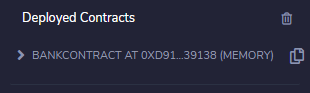 Deployed Contracts
BANKCONTRACT AT 0XD91...39138 (MEMORY)